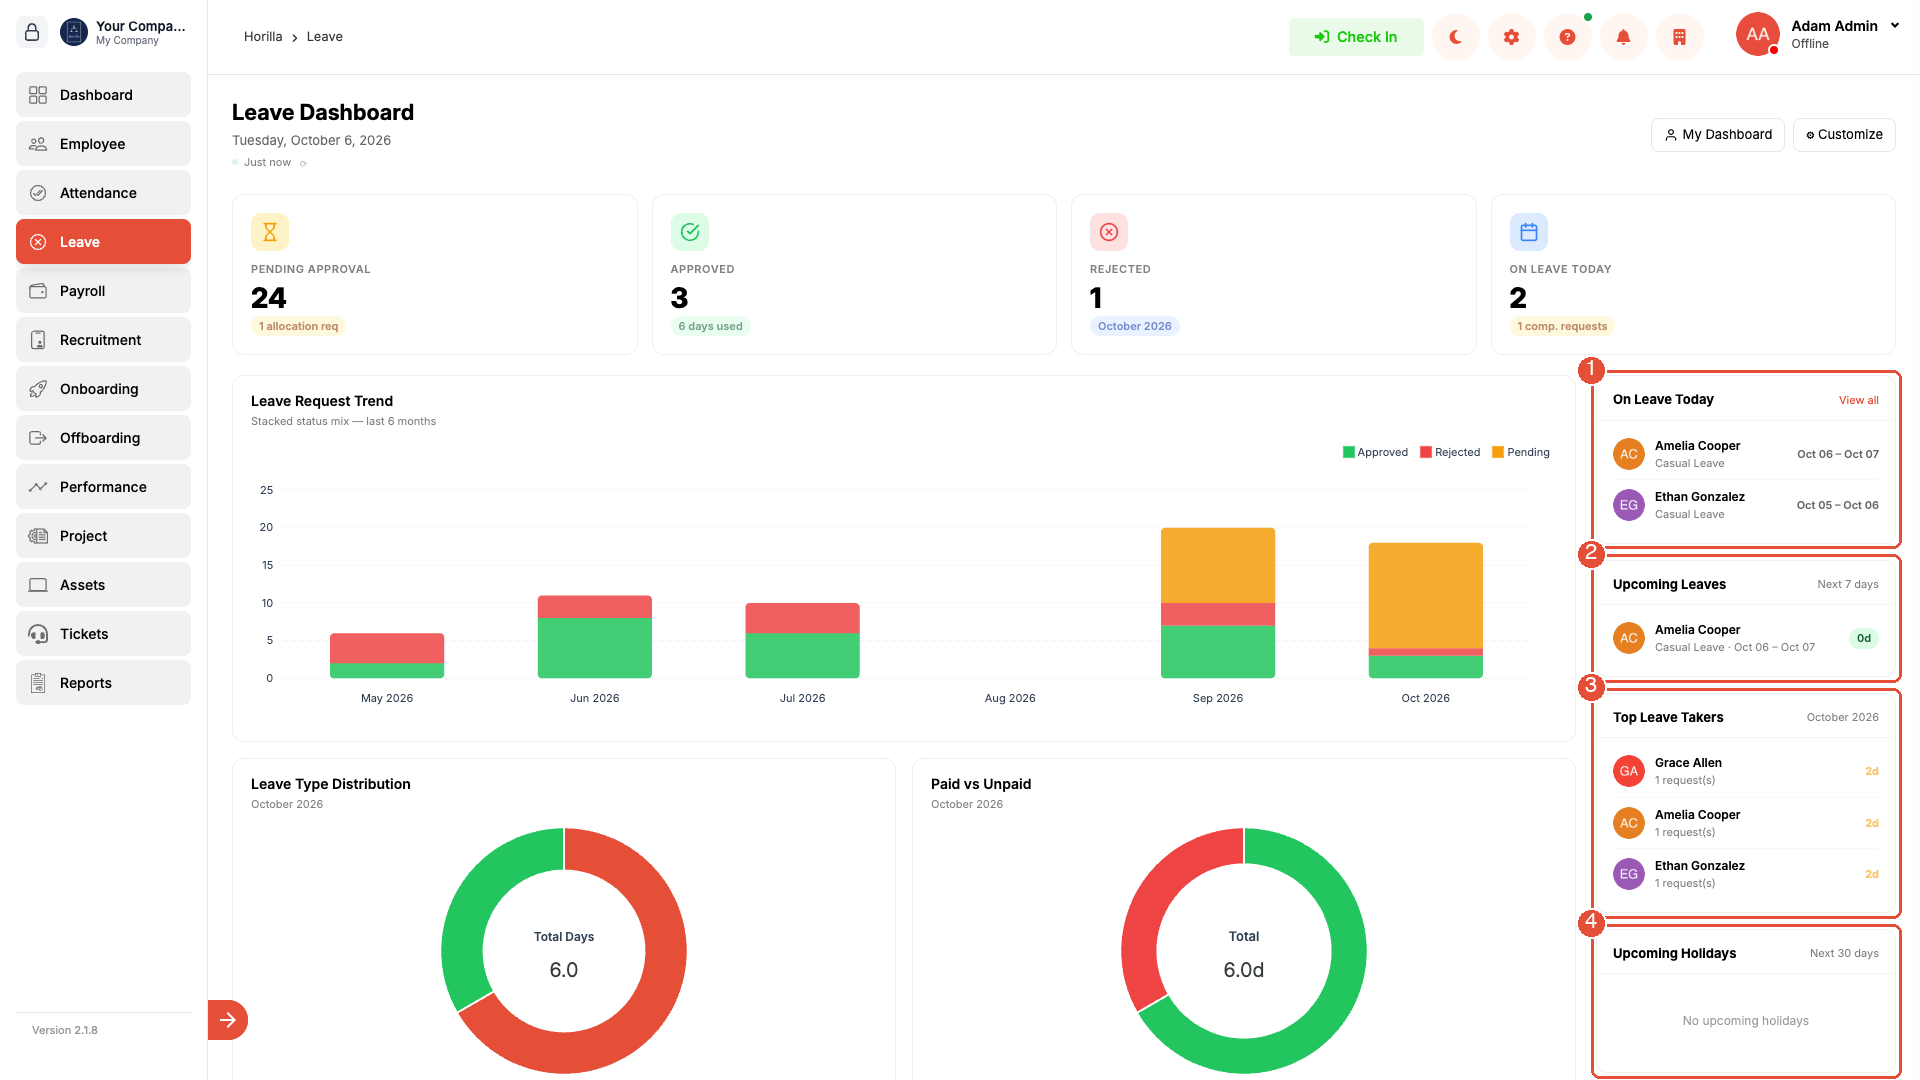 Your Compa...
My Company
Dashboard
Employee
Attendance
Leave
Payroll
Recruitment
Onboarding
Offboarding
Performance
Project
Assets
Tickets
Reports
Version 2.1.8
Horilla > Leave
Check In
AA
Adam Admin
Offline
Leave Dashboard
Tuesday, October 6, 2026
Just now
My Dashboard
Customize
PENDING APPROVAL
24
1 allocation req
APPROVED
3
6 days used
REJECTED
1
October 2026
ON LEAVE TODAY
2
1 comp. requests
Leave Request Trend
Stacked status mix — last 6 months
Approved
Rejected
Pending
25
20
15
10
5
0
May 2026
Jun 2026
Jul 2026
Aug 2026
Sep 2026
Oct 2026
Leave Type Distribution
October 2026
Total Days
6.0
Paid vs Unpaid
October 2026
Total
6.0d
1
On Leave Today
View all
AC
Amelia Cooper
Casual Leave
Oct 06 – Oct 07
EG
Ethan Gonzalez
Casual Leave
Oct 05 – Oct 06
2
Upcoming Leaves
Next 7 days
AC
Amelia Cooper
Casual Leave · Oct 06 – Oct 07
0d
3
Top Leave Takers
October 2026
GA
Grace Allen
1 request(s)
2d
AC
Amelia Cooper
1 request(s)
2d
EG
Ethan Gonzalez
1 request(s)
2d
4
Upcoming Holidays
Next 30 days
No upcoming holidays